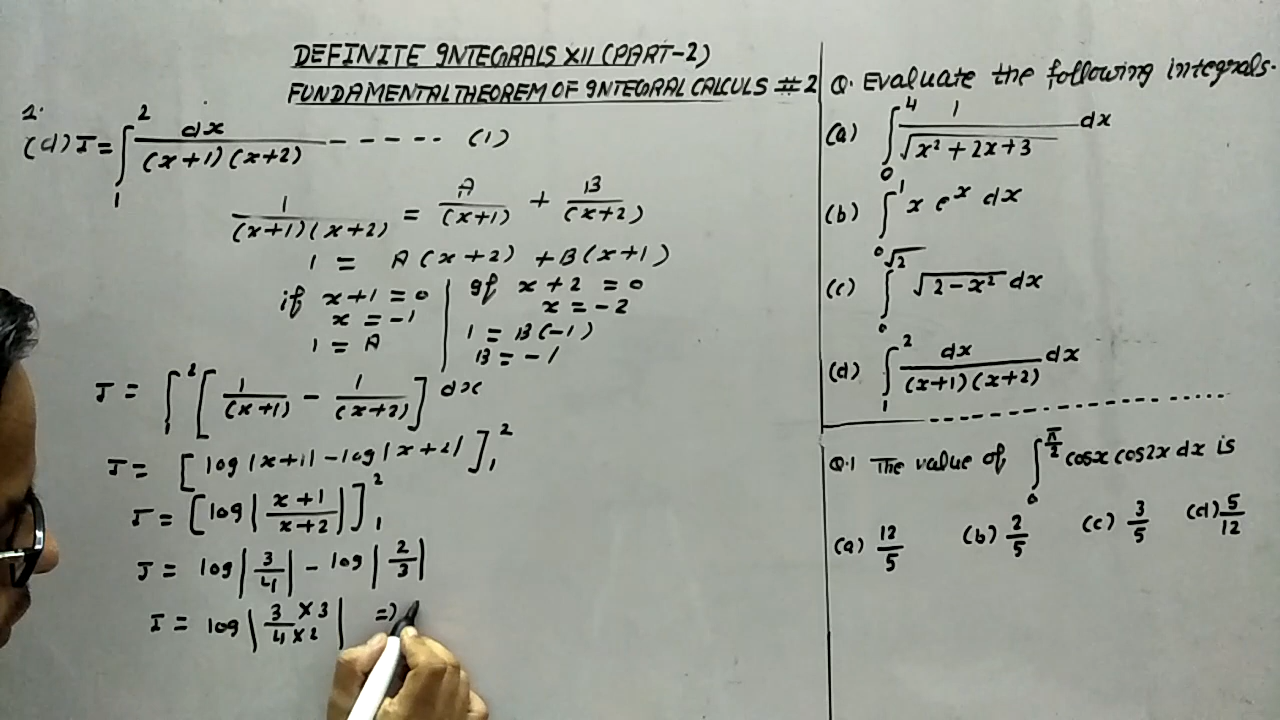 DEFINITE INTEGRALS XII (PART-2)
FUNDAMENTAL THEOREM OF INTEGRAL CALCULUS #2
2.
(d) I = ∫₁² dx/((x+1)(x+2)) ------ (1)
1/((x+1)(x+2)) = A/(x+1) + B/(x+2)
1 = A(x+2) + B(x+1)
if x+1 = 0
x = -1
1 = A
If x+2 = 0
x = -2
1 = B(-1)
B = -1
I = ∫₁² [1/(x+1) - 1/(x+2)] dx
I = [log|x+1| - log|x+2|]₁²
I = [log|(x+1)/(x+2)|]₁²
I = log|3/4| - log|2/3|
I = log|(3×3)/(4×2)| ⇒
Q. Evaluate the following integrals.
(a) ∫₀⁴ 1/√(x²+2x+3) dx
(b) ∫₀¹ x eˣ dx
(c) ∫₀^√2 √(2-x²) dx
(d) ∫₁² dx/((x+1)(x+2)) dx
Q.1 The value of ∫₀^(π/2) cosx cos2x dx is
(a) 12/5 (b) 2/5 (c) 3/5 (d) 5/12